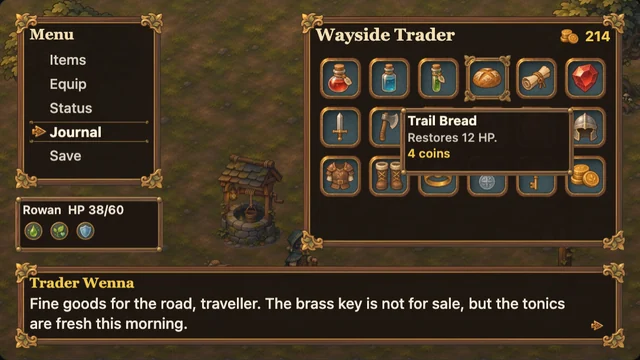 Menu
Items
Equip
Status
Journal
Save
Rowan HP 38/60
Wayside Trader
214
Trail Bread
Restores 12 HP.
4 coins
Trader Wenna
Fine goods for the road, traveller. The brass key is not for sale, but the tonics
are fresh this morning.